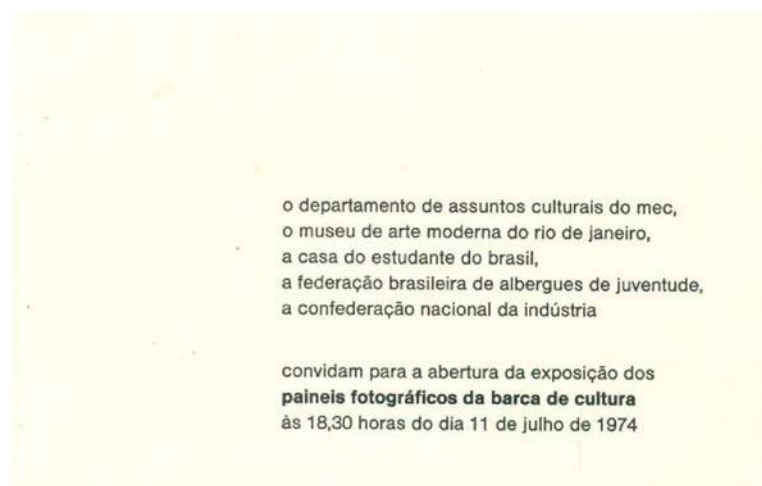 o departamento de assuntos culturais do mec,
o museu de arte moderna do rio de janeiro,
a casa do estudante do brasil,
a federação brasileira de albergues de juventude,
a confederação nacional da indústria
convidam para a abertura da exposição dos
paineis fotográficos da barca de cultura
às 18,30 horas do dia 11 de julho de 1974